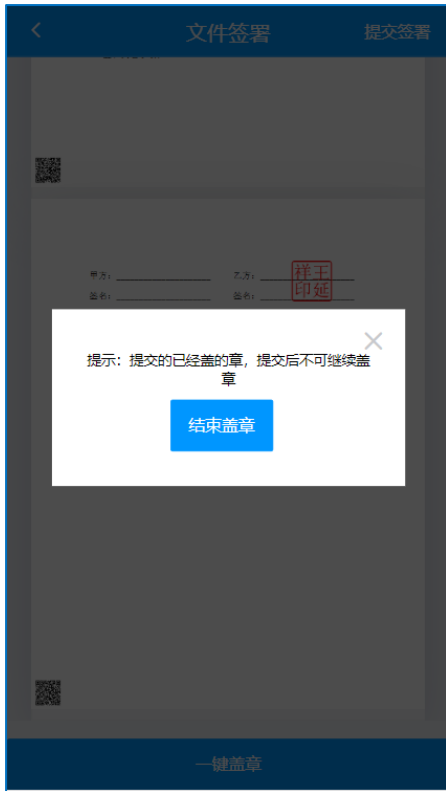 文件签署 提交签署
甲方: 乙方:
祥王
印延
签名: 签名:
提示：提交的已经盖的章，提交后不可继续盖
章
结束盖章
一键盖章